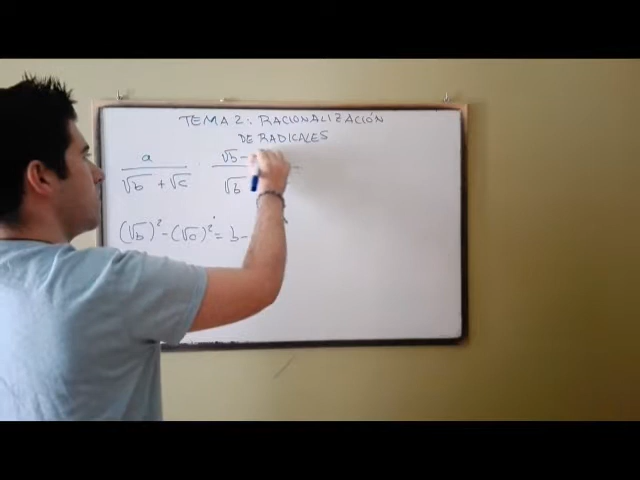 TEMA 2: RACIONALIZACIÓN
DE RADICALES
a / (√b + √c) · √b - / √b
(√b)² - (√c)² = b -